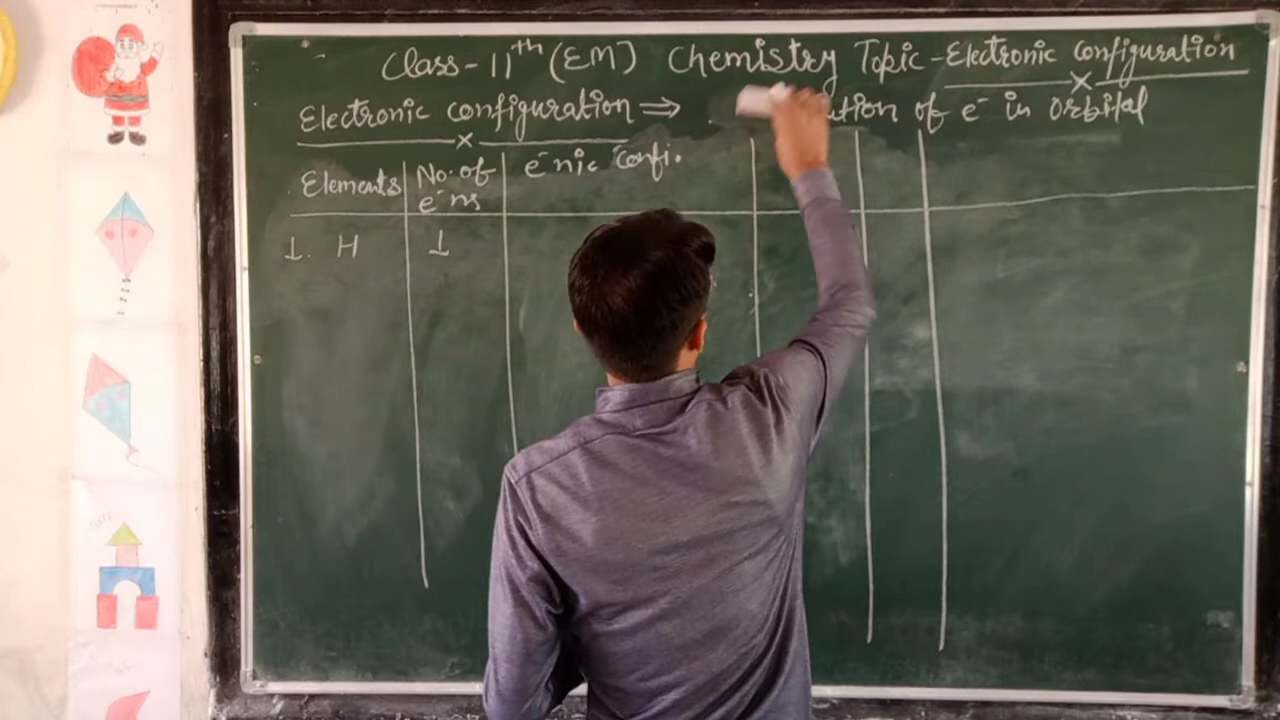 Class-11th (EM) Chemistry Topic - Electronic Configuration
Electronic configuration ⇒ ution of e- in orbital
Elements No. of e-ns e-nic Confi.
1. H 1